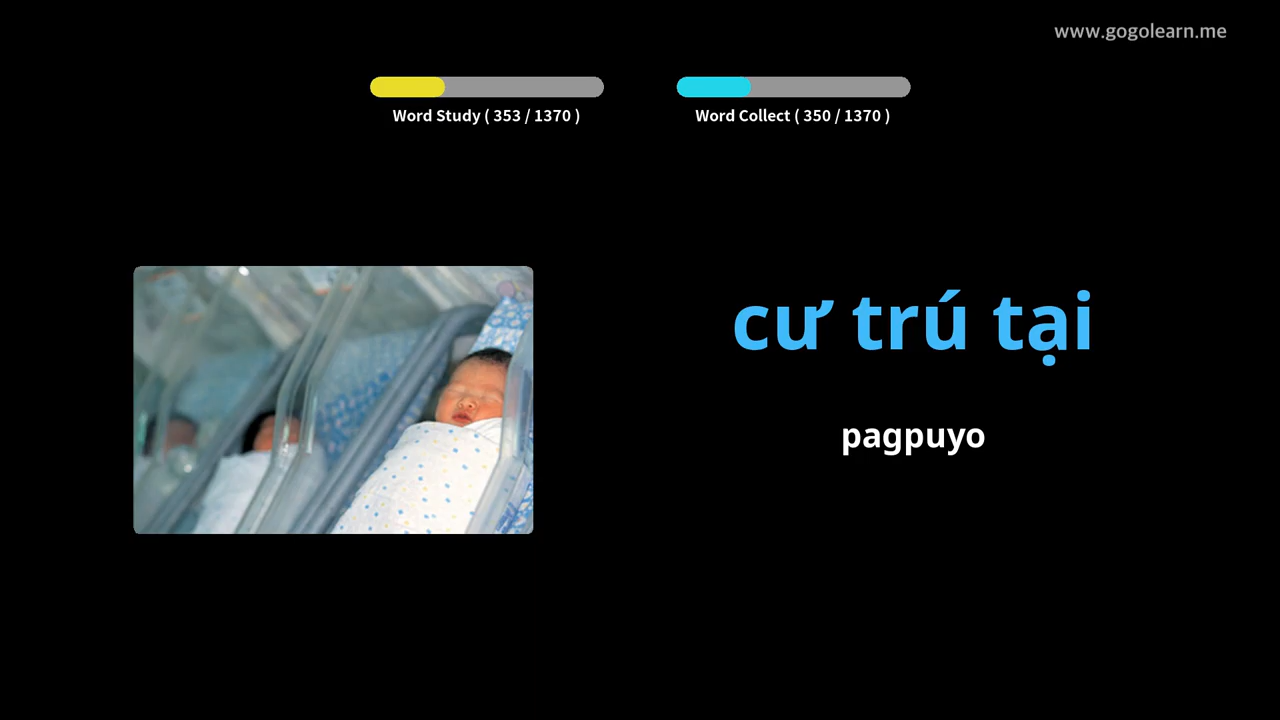 www.gogolearn.me
Word Study ( 353 / 1370 )
Word Collect ( 350 / 1370 )
cư trú tại
pagpuyo